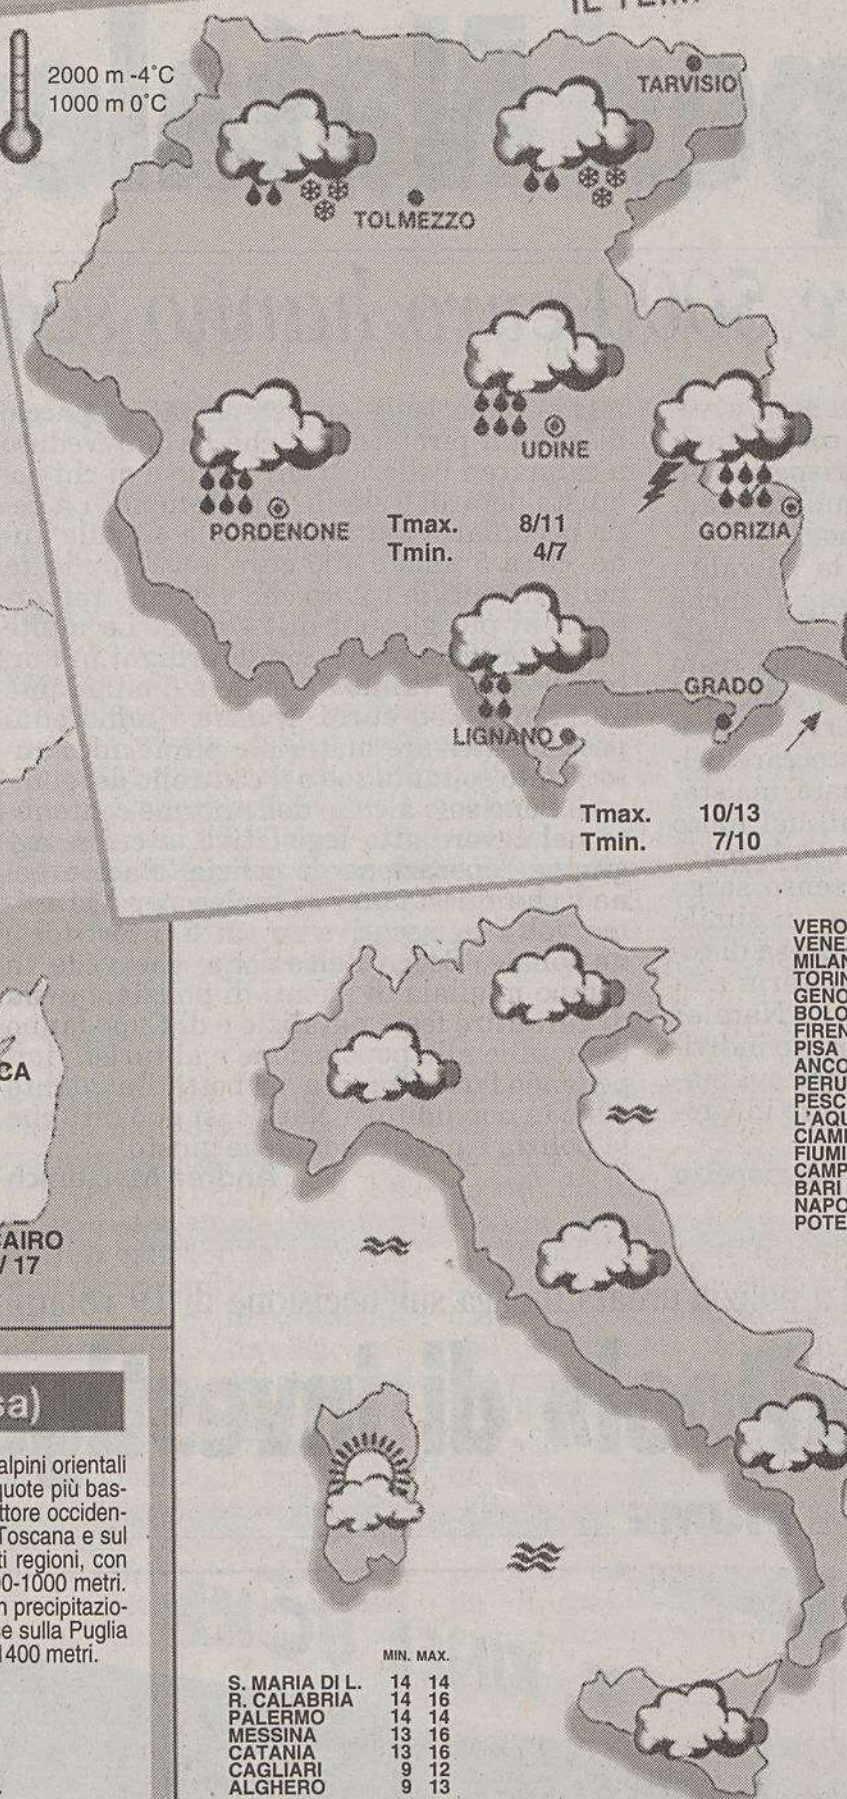 IL TEM
2000 m -4°C
1000 m 0°C
TARVISIO
TOLMEZZO
UDINE
PORDENONE
GORIZIA
Tmax. 8/11
Tmin. 4/7
GRADO
LIGNANO
Tmax. 10/13
Tmin. 7/10
VERO
VENE
MILAN
TORIN
GENO
BOLO
FIREN
PISA
ANCO
PERU
PESC
L'AQU
CIAMI
FIUMI
CAMP
BARI
NAPO
POTE
CA
CAIRO
/ 17
sa)
alpini orientali
quote più bas-
ttore occiden-
Toscana e sul
ti regioni, con
0-1000 metri.
n precipitazio-
e sulla Puglia
1400 metri.
MIN. MAX.
S. MARIA DI L. 14 14
R. CALABRIA 14 16
PALERMO 14 14
MESSINA 13 16
CATANIA 13 16
CAGLIARI 9 12
ALGHERO 9 13